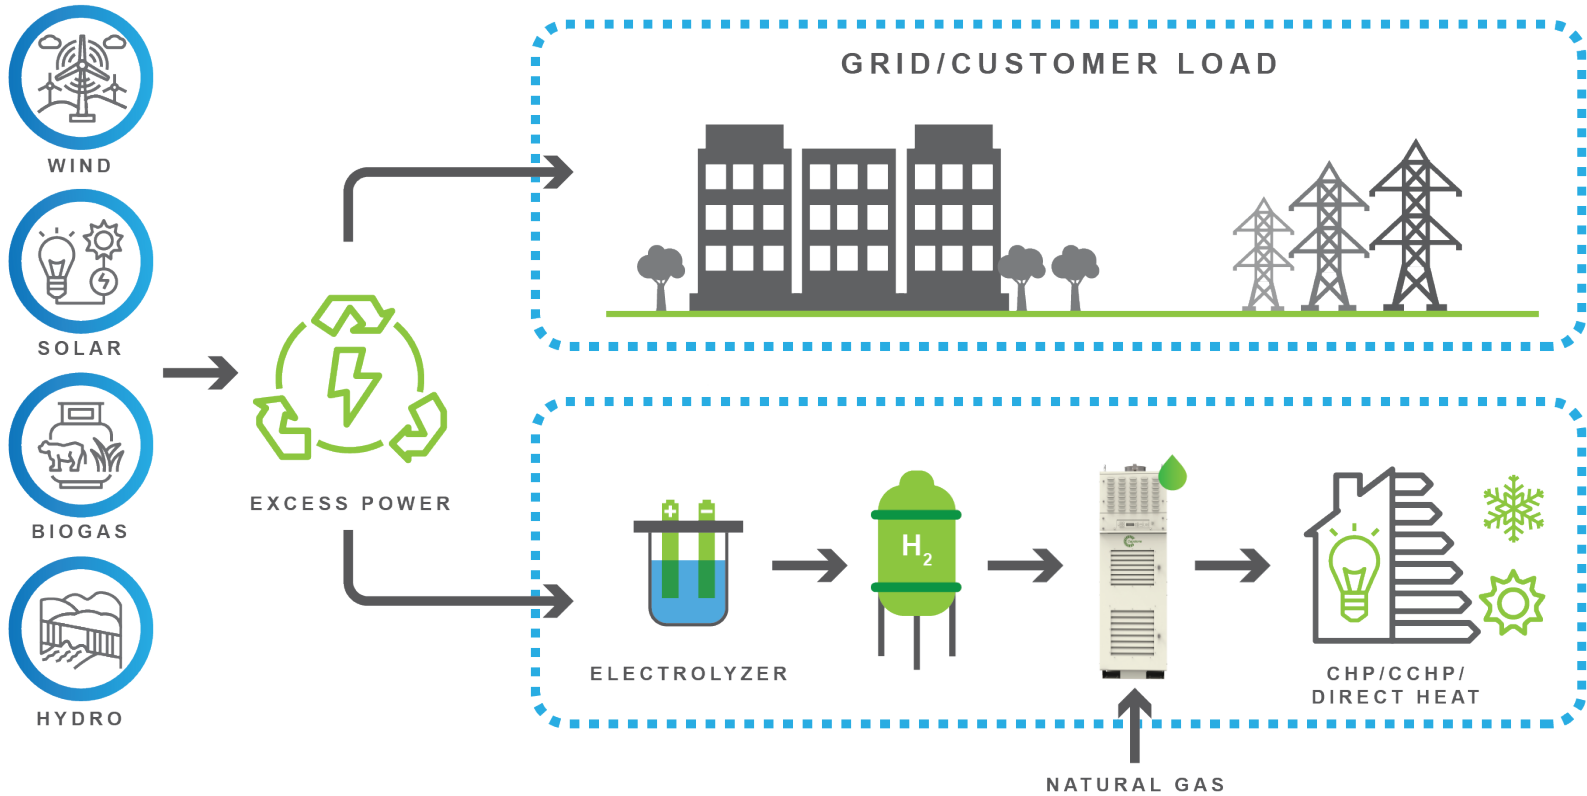 WIND
SOLAR
BIOGAS
HYDRO
EXCESS POWER
GRID/CUSTOMER LOAD
+
−
ELECTROLYZER
H2
CHP/CCHP/
DIRECT HEAT
NATURAL GAS